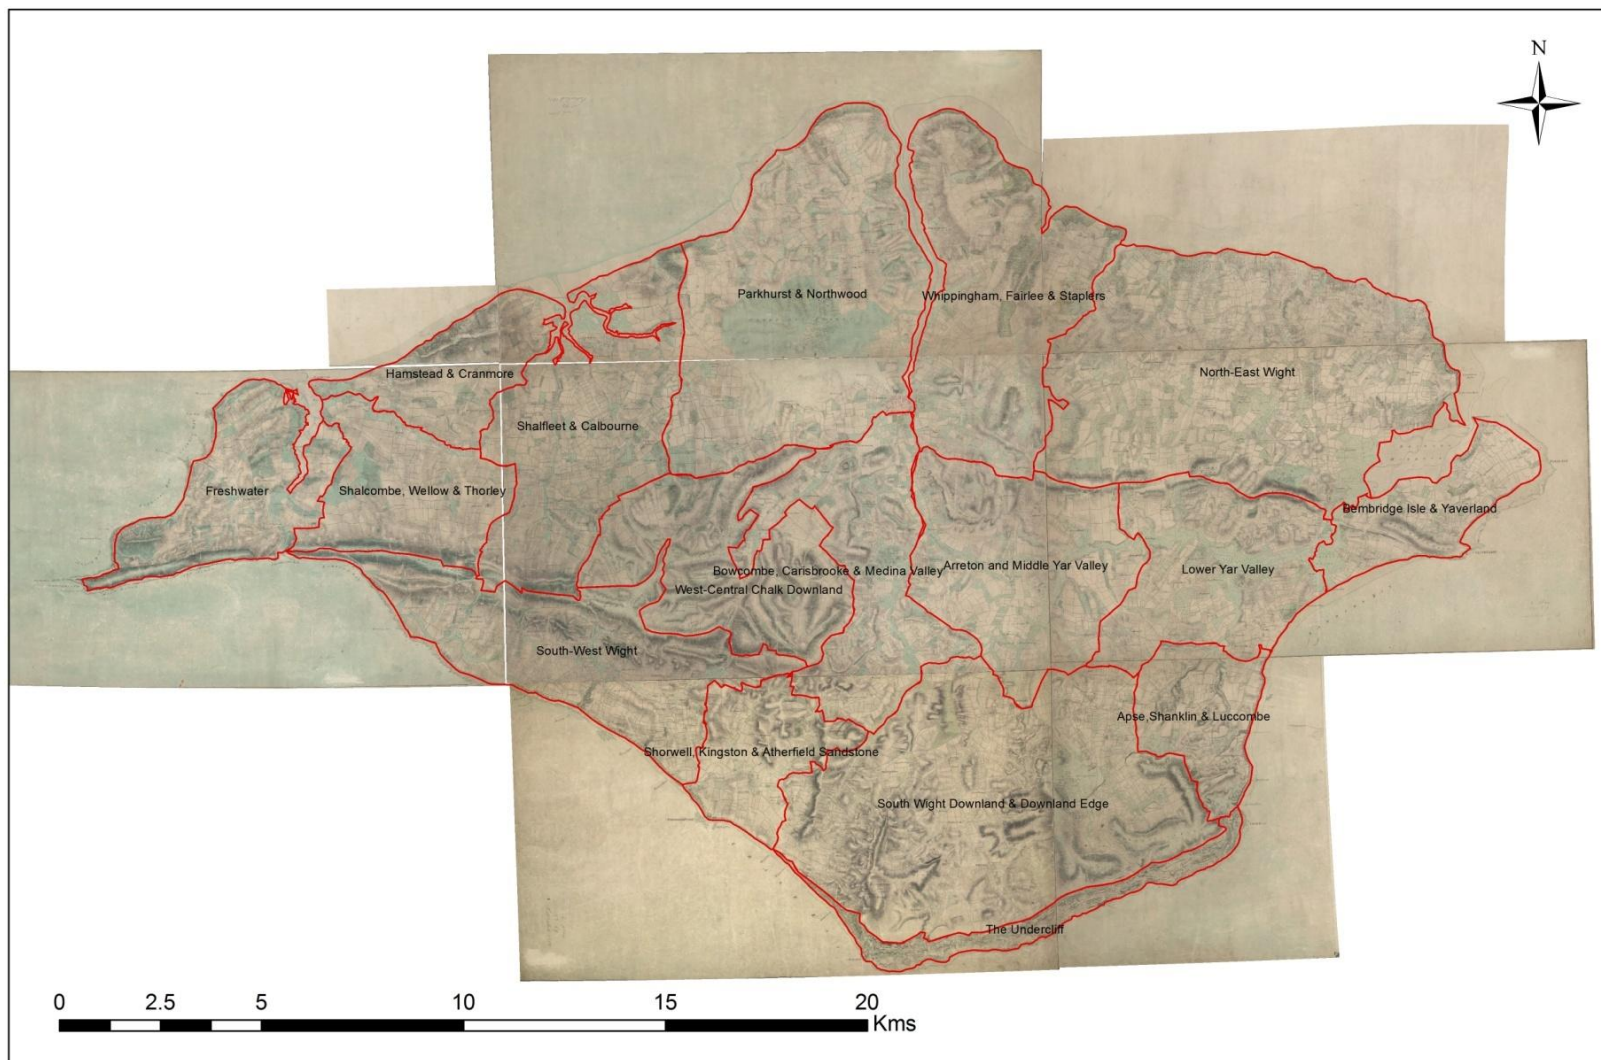 N
Parkhurst & Northwood
Whippingham, Fairlee & Staplers
Hamstead & Cranmore
North-East Wight
Shalfleet & Calbourne
Freshwater
Shalcombe, Wellow & Thorley
Bembridge Isle & Yaverland
Bowcombe, Carisbrooke & Medina Valley
Arreton and Middle Yar Valley
Lower Yar Valley
West-Central Chalk Downland
South-West Wight
Apse,Shanklin & Luccombe
Shorwell, Kingston & Atherfield Sandstone
South Wight Downland & Downland Edge
The Undercliff
0 2.5 5 10 15 20
Kms